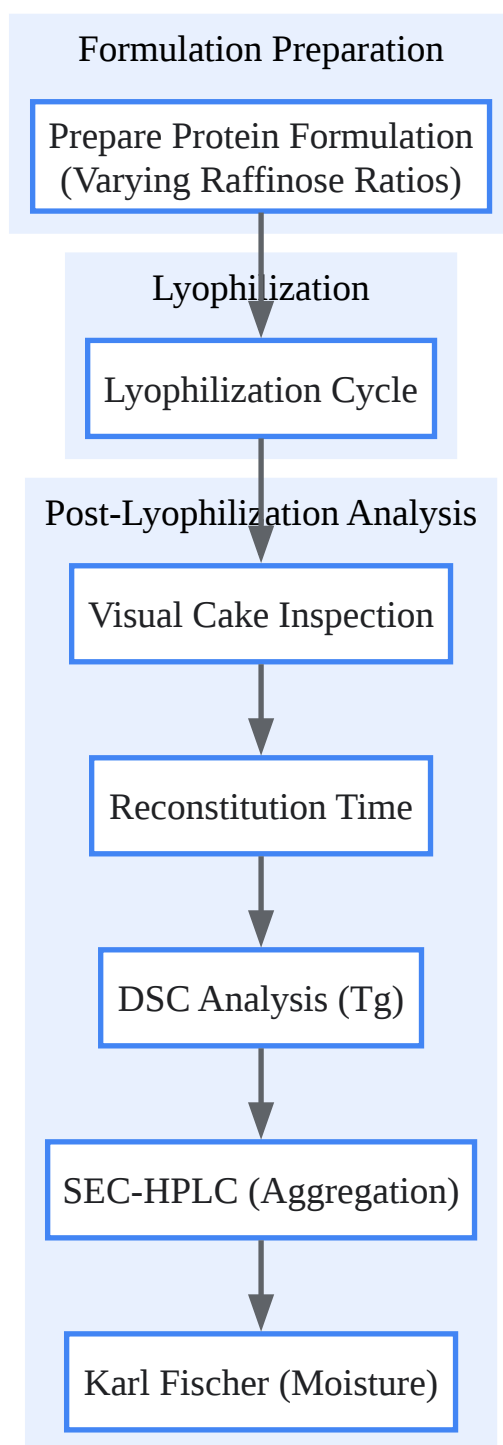 Formulation Preparation
Prepare Protein Formulation
(Varying Raffinose Ratios)
Lyophilization
Lyophilization Cycle
Post-Lyophilization Analysis
Visual Cake Inspection
Reconstitution Time
DSC Analysis (Tg)
SEC-HPLC (Aggregation)
Karl Fischer (Moisture)